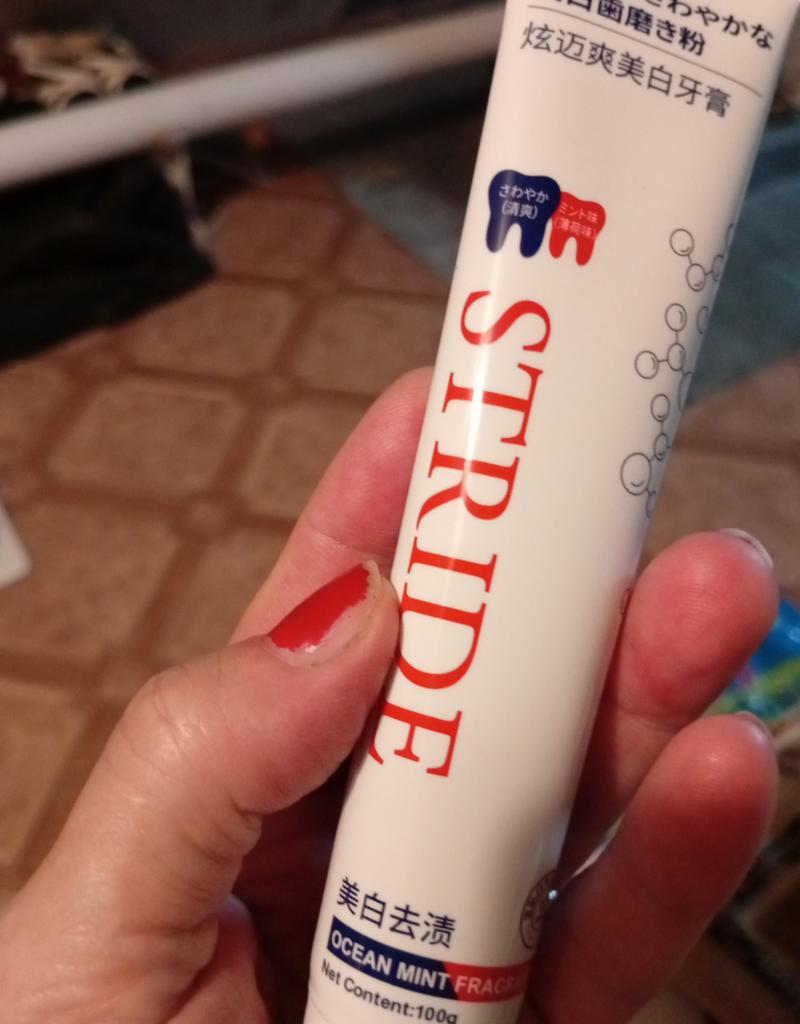 さわやかな
白歯磨き粉
炫迈爽美白牙膏
さわやか
(清爽)
ミント味
(薄荷味)
STRIDE
美白去渍
OCEAN MINT
Net Content:100g